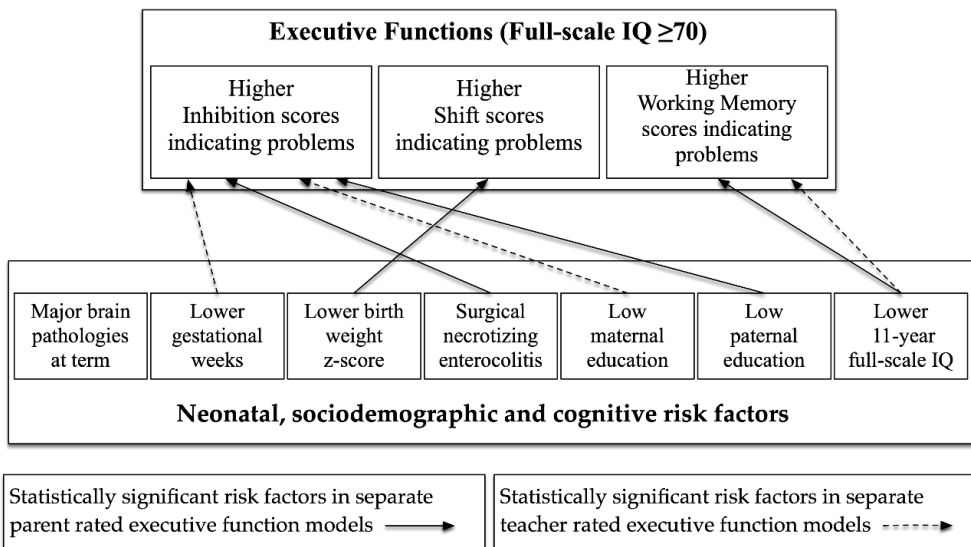 Executive Functions (Full-scale IQ ≥70)
Higher
Inhibition scores
indicating problems
Higher
Shift scores
indicating problems
Higher
Working Memory
scores indicating
problems
Major brain
pathologies
at term
Lower
gestational
weeks
Lower birth
weight
z-score
Surgical
necrotizing
enterocolitis
Low
maternal
education
Low
paternal
education
Lower
11-year
full-scale IQ
Neonatal, sociodemographic and cognitive risk factors
Statistically significant risk factors in separate
parent rated executive function models
Statistically significant risk factors in separate
teacher rated executive function models